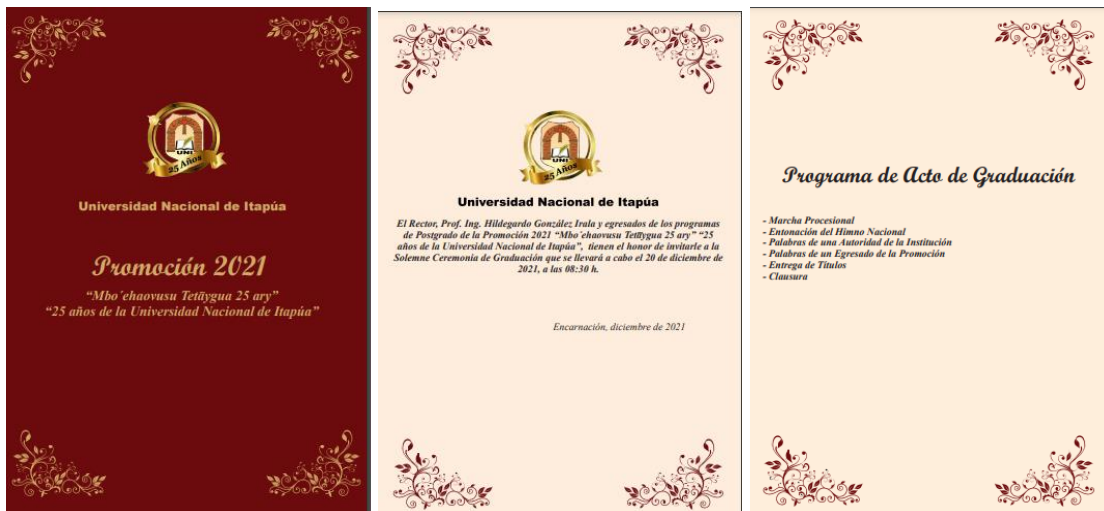 UNI
25 Años
Universidad Nacional de Itapúa
Promoción 2021
“Mbo´ehaovusu Tetãygua 25 ary”
“25 años de la Universidad Nacional de Itapúa”
UNI
25 Años
Universidad Nacional de Itapúa
El Rector, Prof. Ing. Hildegardo González Irala y egresados de los programas
de Postgrado de la Promoción 2021 “Mbo´ehaovusu Tetãygua 25 ary” “25
años de la Universidad Nacional de Itapúa”, tienen el honor de invitarle a la
Solemne Ceremonia de Graduación que se llevará a cabo el 20 de diciembre de
2021, a las 08:30 h.
Encarnación, diciembre de 2021
Programa de Acto de Graduación
- Marcha Procesional
- Entonación del Himno Nacional
- Palabras de una Autoridad de la Institución
- Palabras de un Egresado de la Promoción
- Entrega de Títulos
- Clausura